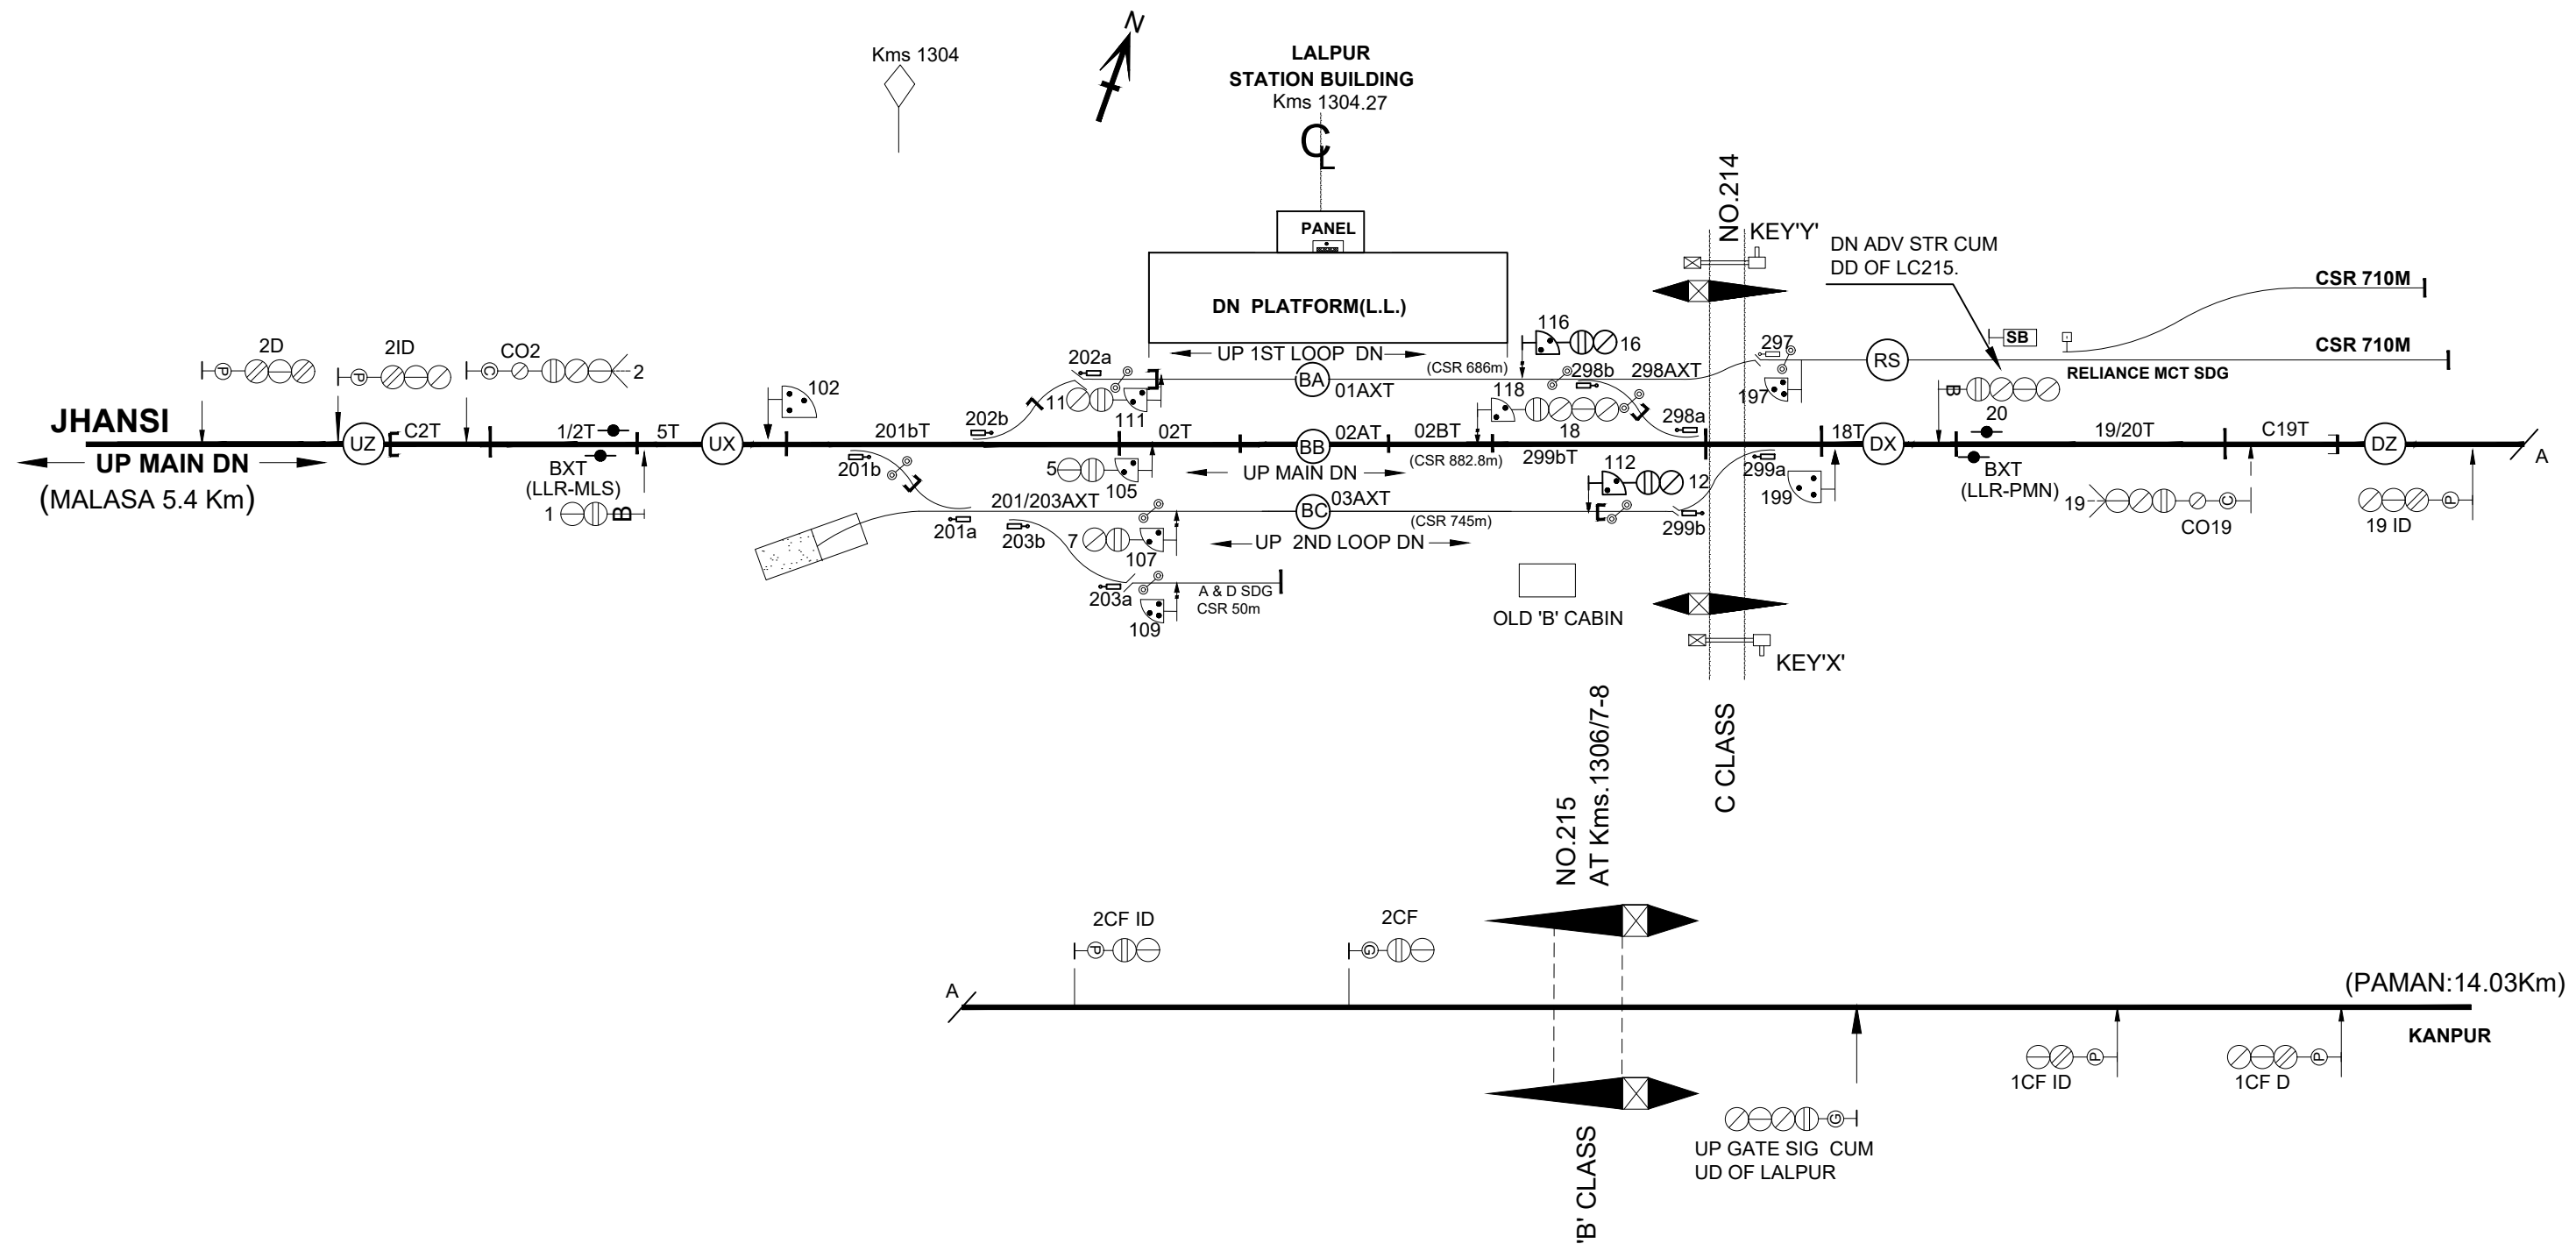 N
Kms 1304
LALPUR
STATION BUILDING
Kms 1304.27
C
L
PANEL
DN PLATFORM(L.L.)
NO.214
KEY'Y'
DN ADV STR CUM
DD OF LC215.
CSR 710M
SB
CSR 710M
RELIANCE MCT SDG
2D
2ID
CO2
C
2
P
P
JHANSI
UP MAIN DN
(MALASA 5.4 Km)
UZ
C2T
1/2T
5T
BXT
(LLR-MLS)
1
B
UX
102
201bT
202b
202a
11
111
UP 1ST LOOP DN
(CSR 686m)
BA
01AXT
116
16
298b
298AXT
297
197
RS
118
18
298a
02T
BB
02AT
02BT
(CSR 882.8m)
299bT
UP MAIN DN
5
105
112
12
299a
199
18T
DX
B
20
BXT
(LLR-PMN)
19/20T
C19T
DZ
A
19
C
CO19
P
19 ID
201b
201a
201/203AXT
203b
7
107
BC
03AXT
(CSR 745m)
UP 2ND LOOP DN
299b
203a
109
A & D SDG
CSR 50m
OLD 'B' CABIN
KEY'X'
C CLASS
NO.215
AT Kms.1306/7-8
2CF ID
P
2CF
G
A
(PAMAN:14.03Km)
KANPUR
P
1CF ID
P
1CF D
G
UP GATE SIG CUM
UD OF LALPUR
'B' CLASS